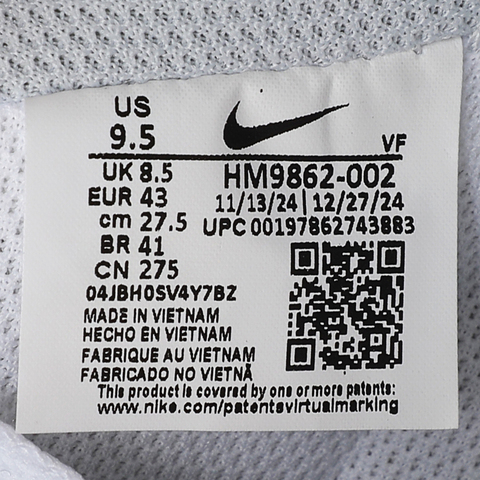 US
9.5
VF
UK 8.5
EUR 43
cm 27.5
BR 41
CN 275
HM9862-002
11/13/24 | 12/27/24
UPC 00197862743883
04JBH0SV4Y7BZ
MADE IN VIETNAM
HECHO EN VIETNAM
FABRIQUE AU VIETNAM
FABRICADO NO VIETNÃ
This product is covered by one or more patents:
www.nike.com/patentsvirtualmarking